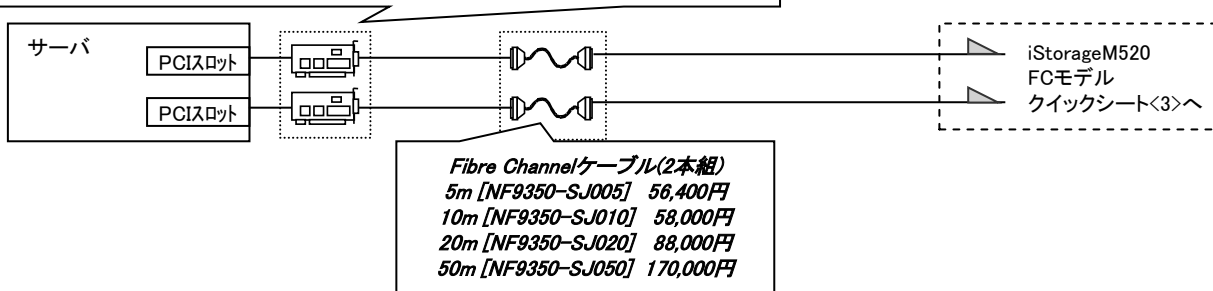 サーバ
PCIスロット
PCIスロット
iStorageM520
FCモデル
クイックシート<3>へ
Fibre Channelケーブル(2本組)
5m [NF9350-SJ005] 56,400円
10m [NF9350-SJ010] 58,000円
20m [NF9350-SJ020] 88,000円
50m [NF9350-SJ050] 170,000円